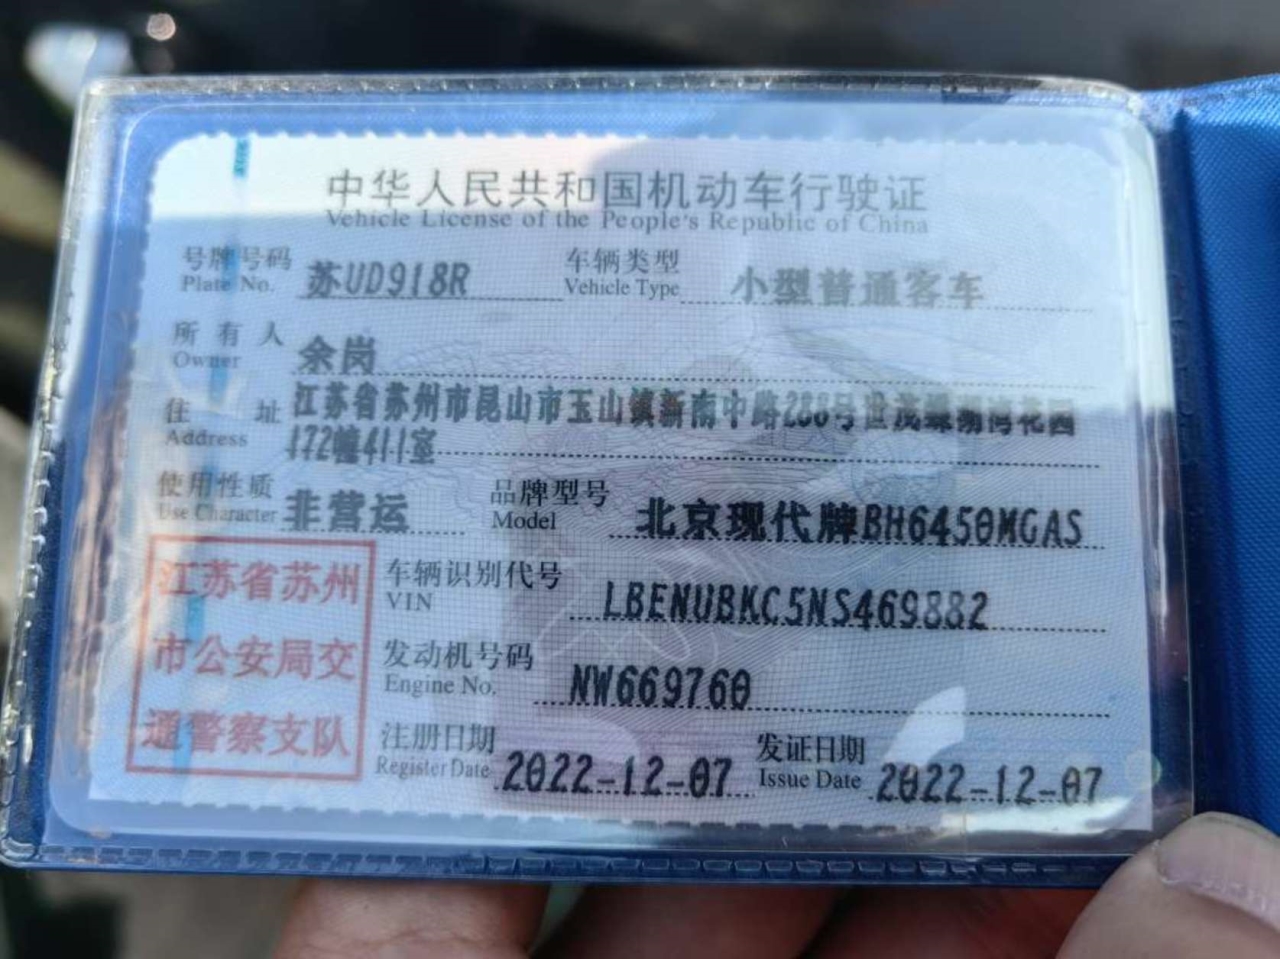 中华人民共和国机动车行驶证
Vehicle License of the People's Republic of China
号牌号码 苏UD918R 车辆类型 小型普通客车
Plate No. Vehicle Type
所有人 余岗
Owner
住址 江苏省苏州市昆山市玉山镇新南中路288号世茂蝶湖湾花园
Address 172幢411室
使用性质 非营运 品牌型号 北京现代牌BH6450MGAS
Use Character Model
江苏省苏州
市公安局交
通警察支队
车辆识别代号 LBENUBKC5NS469882
VIN
发动机号码 NW669760
Engine No.
注册日期 2022-12-07 发证日期 2022-12-07
Register Date Issue Date